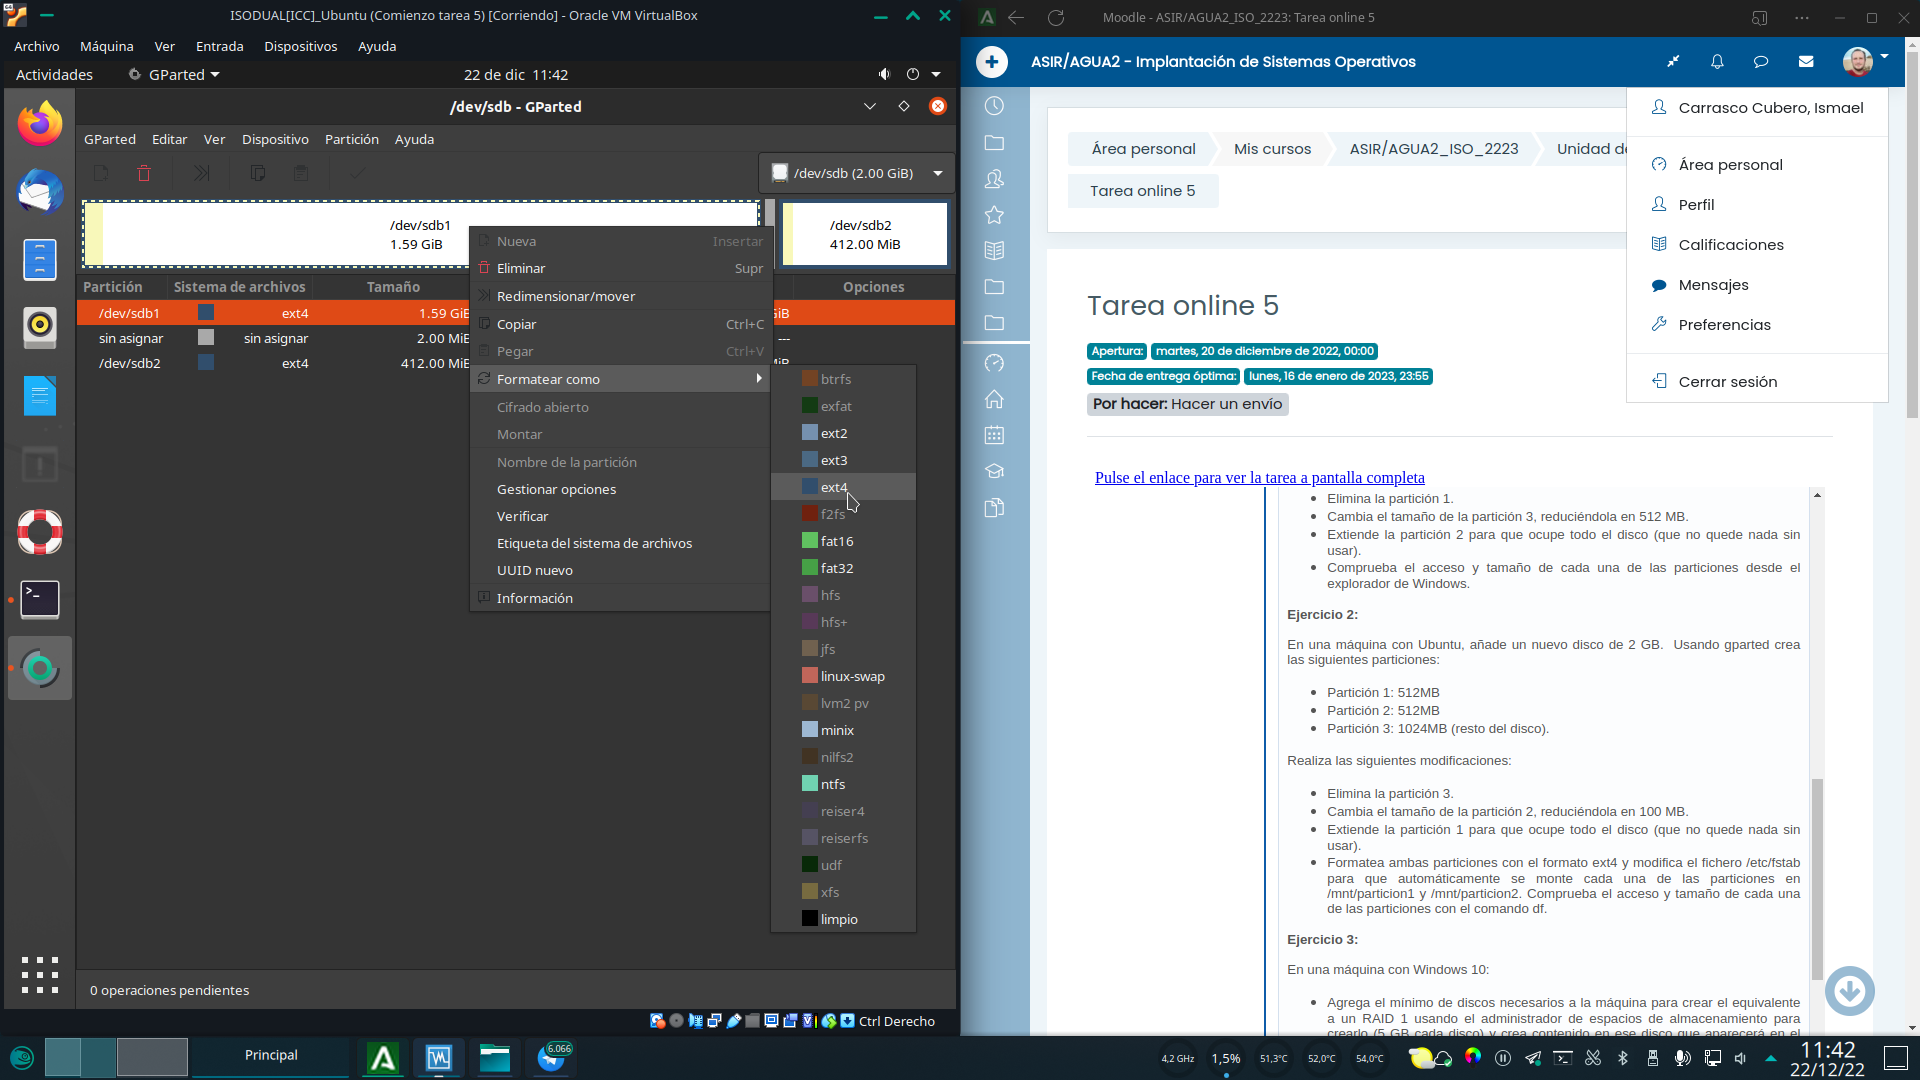 ISODUAL[ICC]_Ubuntu (Comienzo tarea 5) [Corriendo] - Oracle VM VirtualBox
Archivo Máquina Ver Entrada Dispositivos Ayuda
Actividades GParted 22 de dic 11:42
/dev/sdb - GParted
GParted Editar Ver Dispositivo Partición Ayuda
/dev/sdb (2.00 GiB)
/dev/sdb1
1.59 GiB
/dev/sdb2
412.00 MiB
Partición Sistema de archivos Tamaño Opciones
/dev/sdb1 ext4 1.59 GiB
sin asignar sin asignar 2.00 MiB ---
/dev/sdb2 ext4 412.00 MiB
Nueva Insertar
Eliminar Supr
Redimensionar/mover
Copiar Ctrl+C
Pegar Ctrl+V
Formatear como
Cifrado abierto
Montar
Nombre de la partición
Gestionar opciones
Verificar
Etiqueta del sistema de archivos
UUID nuevo
Información
btrfs
exfat
ext2
ext3
ext4
f2fs
fat16
fat32
hfs
hfs+
jfs
linux-swap
lvm2 pv
minix
nilfs2
ntfs
reiser4
reiserfs
udf
xfs
limpio
0 operaciones pendientes
Ctrl Derecho
Moodle - ASIR/AGUA2_ISO_2223: Tarea online 5
ASIR/AGUA2 - Implantación de Sistemas Operativos
Área personal Mis cursos ASIR/AGUA2_ISO_2223 Unidad de
Tarea online 5
Carrasco Cubero, Ismael
Área personal
Perfil
Calificaciones
Mensajes
Preferencias
Cerrar sesión
Tarea online 5
Apertura: martes, 20 de diciembre de 2022, 00:00
Fecha de entrega óptima: lunes, 16 de enero de 2023, 23:55
Por hacer: Hacer un envío
Pulse el enlace para ver la tarea a pantalla completa
• Elimina la partición 1.
• Cambia el tamaño de la partición 3, reduciéndola en 512 MB.
• Extiende la partición 2 para que ocupe todo el disco (que no quede nada sin
usar).
• Comprueba el acceso y tamaño de cada una de las particiones desde el
explorador de Windows.
Ejercicio 2:
En una máquina con Ubuntu, añade un nuevo disco de 2 GB. Usando gparted crea
las siguientes particiones:
• Partición 1: 512MB
• Partición 2: 512MB
• Partición 3: 1024MB (resto del disco).
Realiza las siguientes modificaciones:
• Elimina la partición 3.
• Cambia el tamaño de la partición 2, reduciéndola en 100 MB.
• Extiende la partición 1 para que ocupe todo el disco (que no quede nada sin
usar).
• Formatea ambas particiones con el formato ext4 y modifica el fichero /etc/fstab
para que automáticamente se monte cada una de las particiones en
/mnt/particion1 y /mnt/particion2. Comprueba el acceso y tamaño de cada una
de las particiones con el comando df.
Ejercicio 3:
En una máquina con Windows 10:
• Agrega el mínimo de discos necesarios a la máquina para crear el equivalente
a un RAID 1 usando el administrador de espacios de almacenamiento para
crearlo (5 GB cada disco) y crea contenido en ese disco que aparecerá en el
Principal
6.066
4,2 GHz 1,5% 51,3°C 52,0°C 54,0°C
11:42
22/12/22